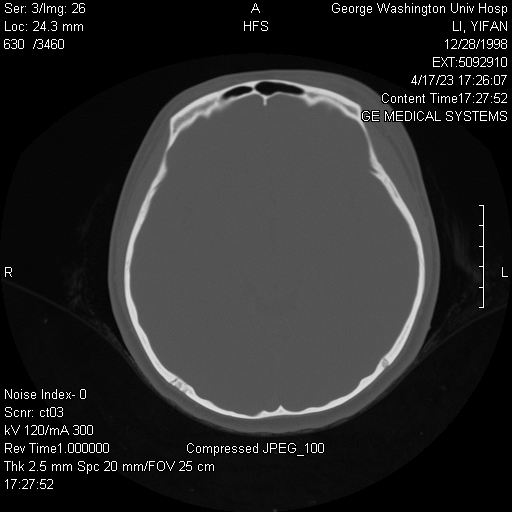 Ser: 3/Img: 26
Loc: 24.3 mm
630 /3460
A
HFS
George Washington Univ Hosp
LI, YIFAN
12/28/1998
EXT:5092910
4/17/23 17:26:07
Content Time17:27:52
GE MEDICAL SYSTEMS
R
L
Noise Index- 0
Scnr: ct03
kV 120/mA 300
Rev Time1.000000
Thk 2.5 mm Spc 20 mm/FOV 25 cm
17:27:52
Compressed JPEG_100